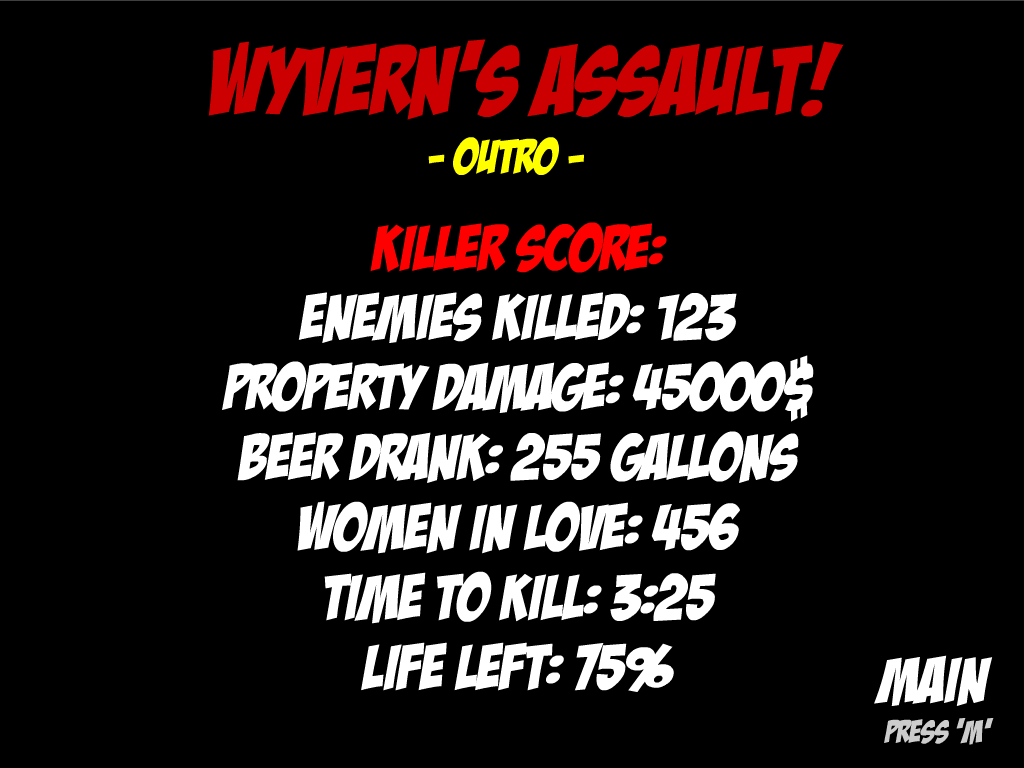 WYVERN'S ASSAULT!
- OUTRO -
KILLER SCORE:
ENEMIES KILLED: 123
PROPERTY DAMAGE: 45000$
BEER DRANK: 255 GALLONS
WOMEN IN LOVE: 456
TIME TO KILL: 3:25
LIFE LEFT: 75%
MAIN
PRESS 'M'